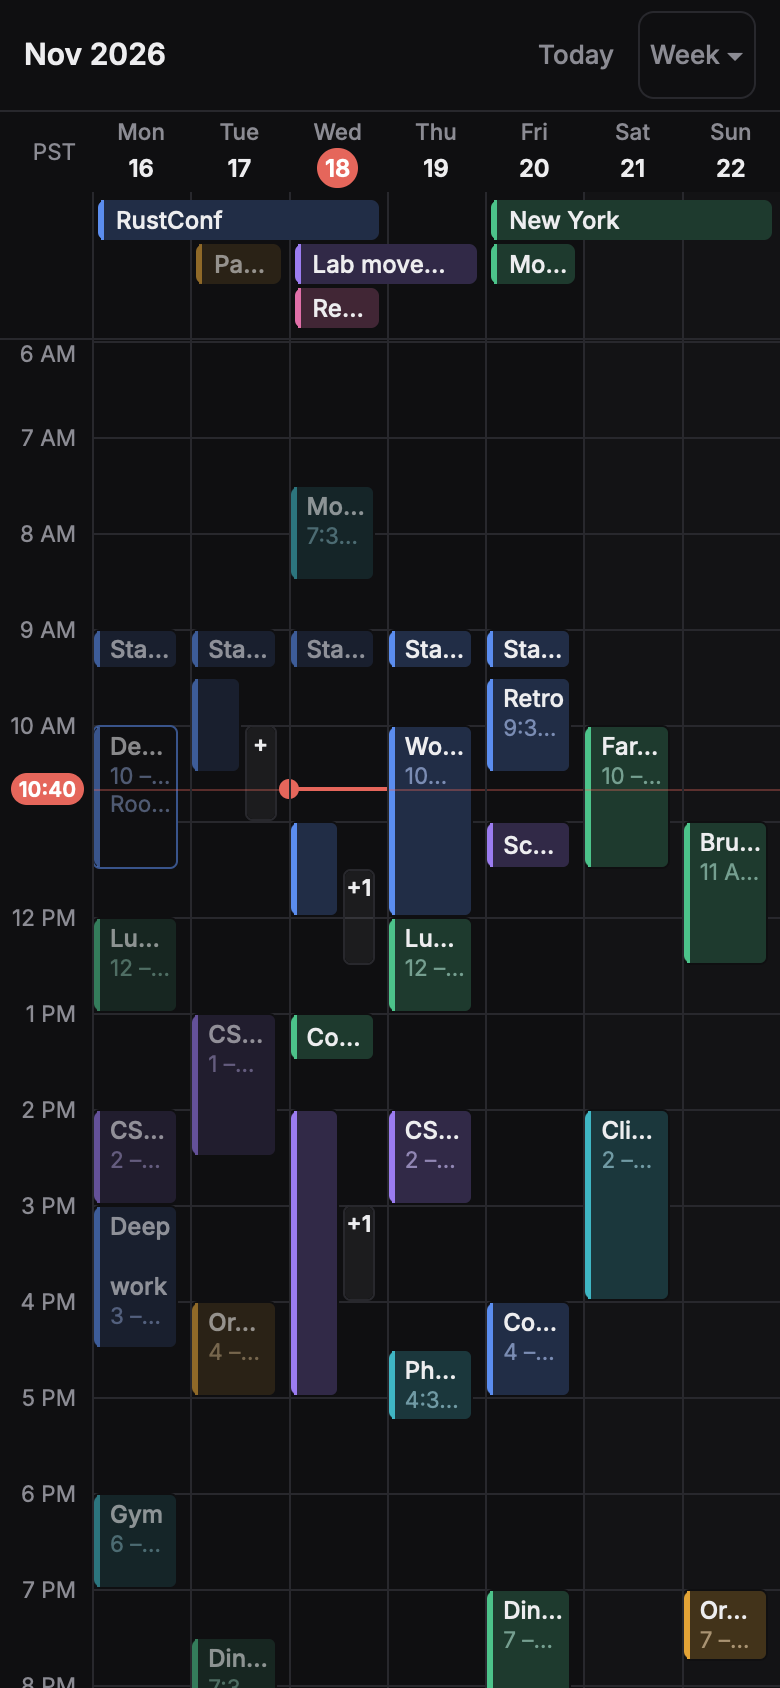 Nov 2026
Today
Week
PST
Mon
16
Tue
17
Wed
18
Thu
19
Fri
20
Sat
21
Sun
22
RustConf
New York
Pa...
Lab move...
Mo...
Re...
6 AM
7 AM
Mo...
7:3...
8 AM
9 AM
Sta...
Sta...
Sta...
Sta...
Sta...
Retro
9:3...
10 AM
De...
10 –...
Roo...
+
Wo...
10...
Far...
10 –...
10:40
Sc...
Bru...
11 A...
+1
12 PM
Lu...
12 –...
Lu...
12 –...
1 PM
CS...
1 –...
Co...
2 PM
CS...
2 –...
CS...
2 –...
Cli...
2 –...
3 PM
Deep
work
3 –...
+1
4 PM
Or...
4 –...
Co...
4 –...
Ph...
4:3...
5 PM
6 PM
Gym
6 –...
7 PM
Din...
7 –...
Or...
7 –...
Din...
7:3...
8 PM